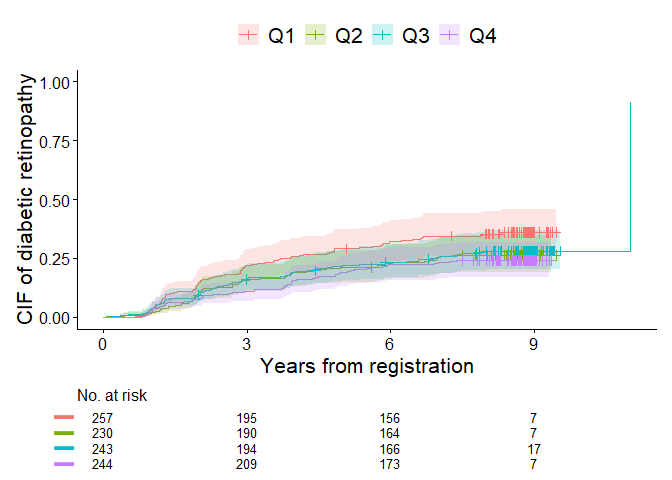 Q1 Q2 Q3 Q4
CIF of diabetic retinopathy
1.00
0.75
0.50
0.25
0.00
0 3 6 9
Years from registration
No. at risk
257 195 156 7
230 190 164 7
243 194 166 17
244 209 173 7